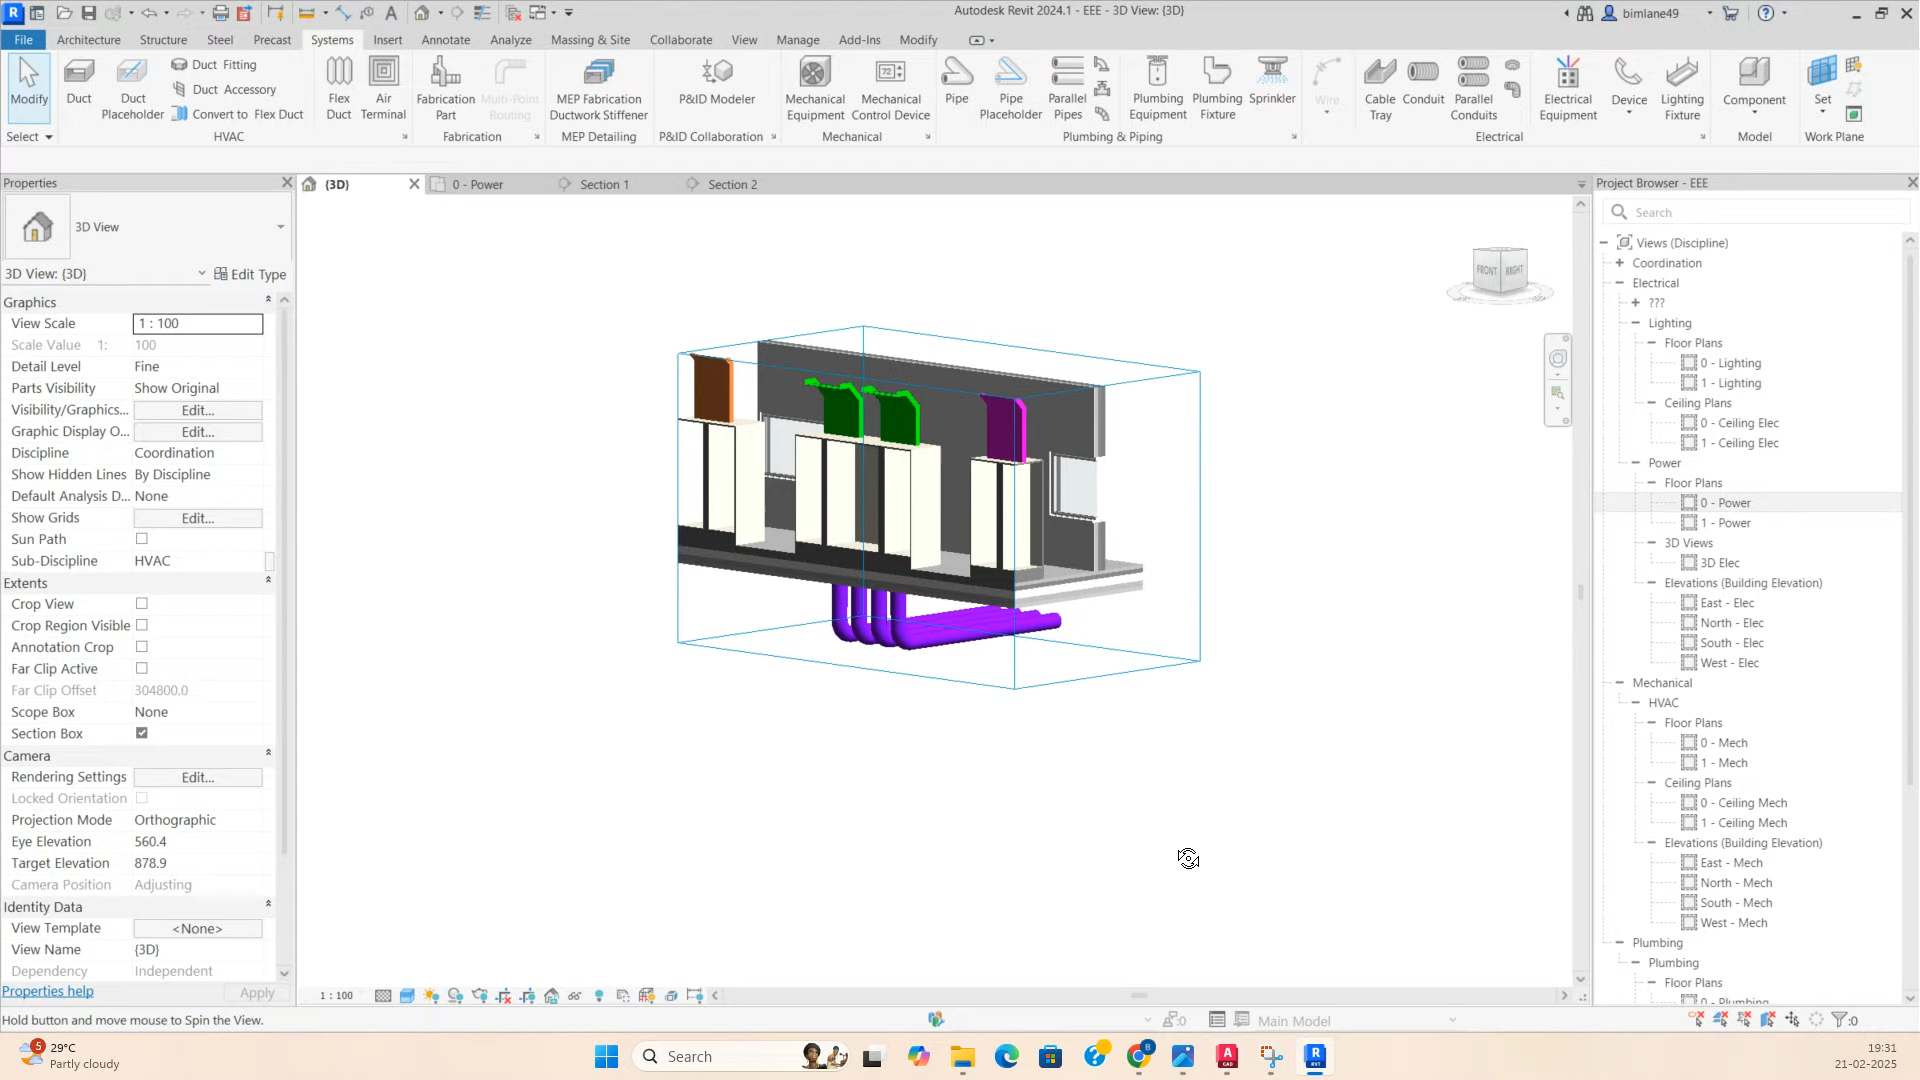 Autodesk Revit 2024.1 - EEE - 3D View: {3D}
bimlane49
File Architecture Structure Steel Precast Systems Insert Annotate Analyze Massing & Site Collaborate View Manage Add-Ins Modify
Modify
Duct
Duct Placeholder
Duct Fitting
Duct Accessory
Convert to Flex Duct
Flex Duct
Air Terminal
Fabrication Part
Multi-Point Routing
MEP Fabrication Ductwork Stiffener
P&ID Modeler
Mechanical Equipment
Mechanical Control Device
Pipe
Pipe Placeholder
Parallel Pipes
Plumbing Equipment
Plumbing Fixture
Sprinkler
Wire
Cable Tray
Conduit
Parallel Conduits
Electrical Equipment
Device
Lighting Fixture
Component
Set
Select HVAC Fabrication MEP Detailing P&ID Collaboration Mechanical Plumbing & Piping Electrical Model Work Plane
Properties
3D View
3D View: {3D} Edit Type
Graphics
View Scale 1 : 100
Scale Value 1: 100
Detail Level Fine
Parts Visibility Show Original
Visibility/Graphics... Edit...
Graphic Display O... Edit...
Discipline Coordination
Show Hidden Lines By Discipline
Default Analysis D... None
Show Grids Edit...
Sun Path
Sub-Discipline HVAC
Extents
Crop View
Crop Region Visible
Annotation Crop
Far Clip Active
Far Clip Offset 304800.0
Scope Box None
Section Box
Camera
Rendering Settings Edit...
Locked Orientation
Projection Mode Orthographic
Eye Elevation 560.4
Target Elevation 878.9
Camera Position Adjusting
Identity Data
View Template <None>
View Name {3D}
Dependency Independent
Properties help Apply
{3D} 0 - Power Section 1 Section 2
FRONT RIGHT
1 : 100
Project Browser - EEE
Search
Views (Discipline)
Coordination
Electrical
???
Lighting
Floor Plans
0 - Lighting
1 - Lighting
Ceiling Plans
0 - Ceiling Elec
1 - Ceiling Elec
Power
Floor Plans
0 - Power
1 - Power
3D Views
3D Elec
Elevations (Building Elevation)
East - Elec
North - Elec
South - Elec
West - Elec
Mechanical
HVAC
Floor Plans
0 - Mech
1 - Mech
Ceiling Plans
0 - Ceiling Mech
1 - Ceiling Mech
Elevations (Building Elevation)
East - Mech
North - Mech
South - Mech
West - Mech
Plumbing
Plumbing
Floor Plans
0 - Plumbing
Hold button and move mouse to Spin the View. :0 Main Model :0
5
29°C
Partly cloudy
Search
19:31
21-02-2025